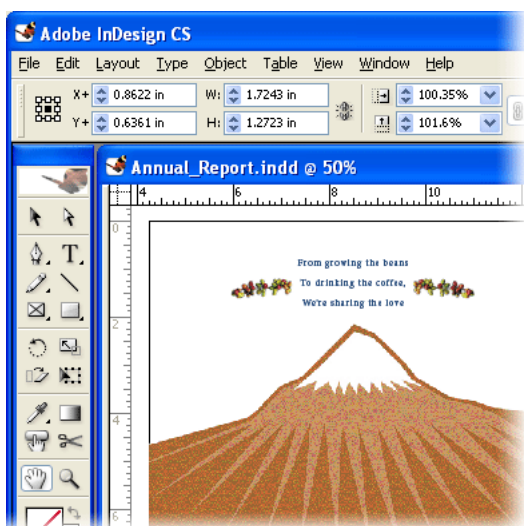 Adobe InDesign CS
File Edit Layout Type Object Table View Window Help
X+ 0.8622 in W: 1.7243 in 100.35%
Y+ 0.6361 in H: 1.2723 in 101.6%
Annual_Report.indd @ 50%
4 6 8 10
0
From growing the beans
To drinking the coffee,
We're sharing the love
2
4
6